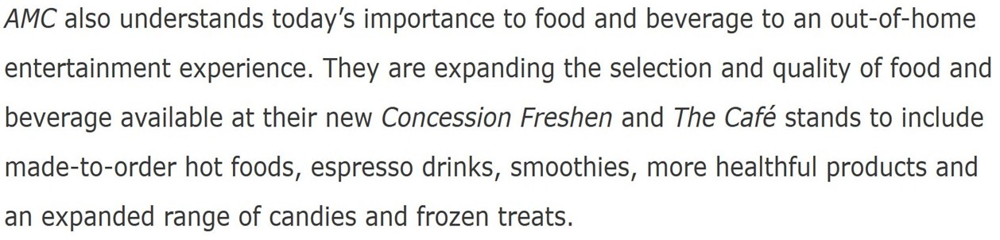 AMC also understands today’s importance to food and beverage to an out-of-home
entertainment experience. They are expanding the selection and quality of food and
beverage available at their new Concession Freshen and The Café stands to include
made-to-order hot foods, espresso drinks, smoothies, more healthful products and
an expanded range of candies and frozen treats.